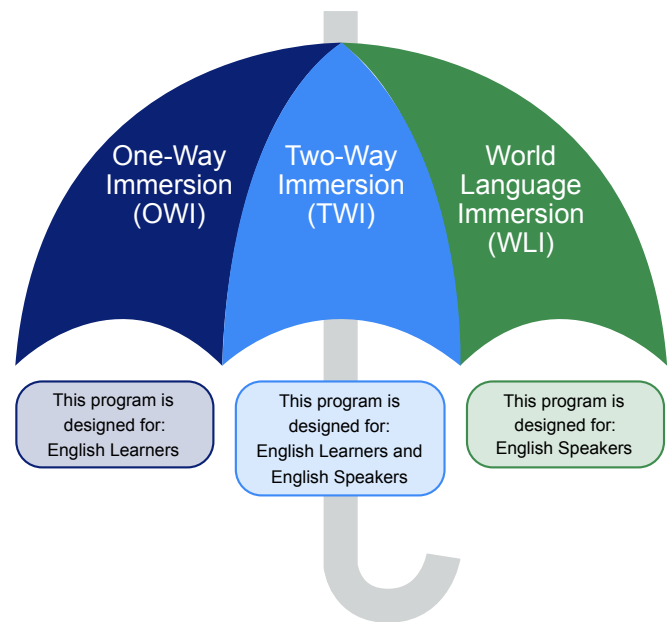 One-Way
Immersion
(OWI)
Two-Way
Immersion
(TWI)
World
Language
Immersion
(WLI)
This program is
designed for:
English Learners
This program is
designed for:
English Learners and
English Speakers
This program is
designed for:
English Speakers